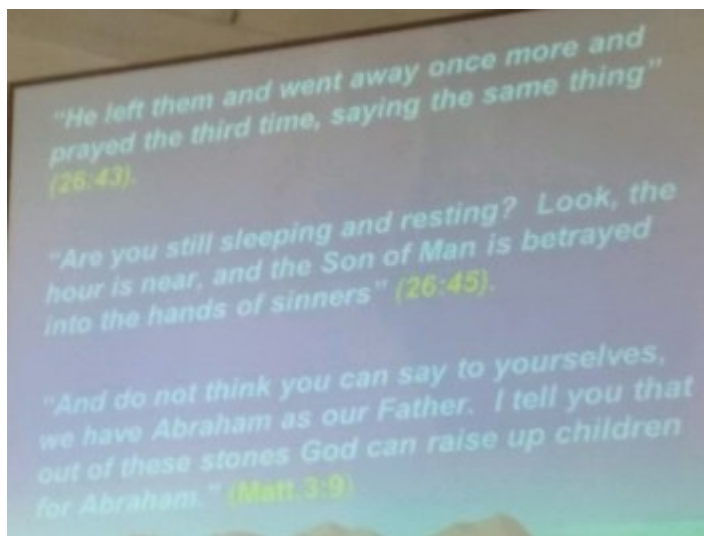 "He left them and went away once more and
prayed the third time, saying the same thing"
(26:43).
"Are you still sleeping and resting? Look, the
hour is near, and the Son of Man is betrayed
into the hands of sinners" (26:45).
"And do not think you can say to yourselves,
we have Abraham as our Father. I tell you that
out of these stones God can raise up children
for Abraham." (Matt.3:9)